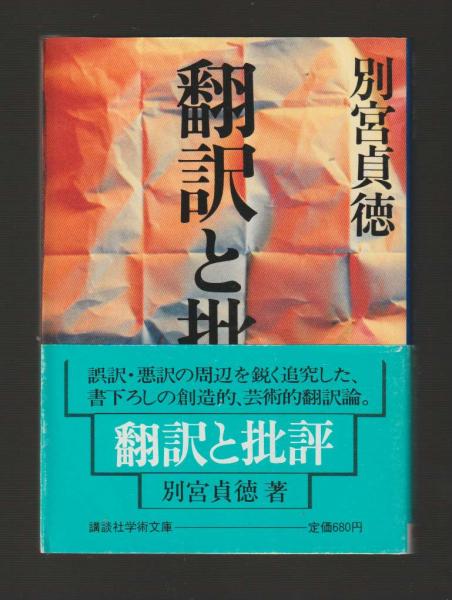 別宮貞徳
翻訳と批
誤訳・悪訳の周辺を鋭く追究した、
書下ろしの創造的、芸術的翻訳論。
翻訳と批評
別宮貞徳 著
講談社学術文庫
定価680円